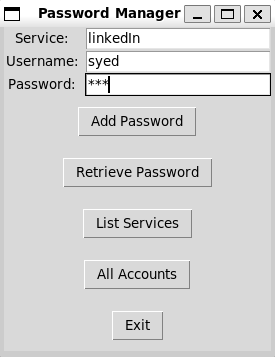 Password Manager
Service: linkedIn
Username: syed
Password: ***
Add Password
Retrieve Password
List Services
All Accounts
Exit